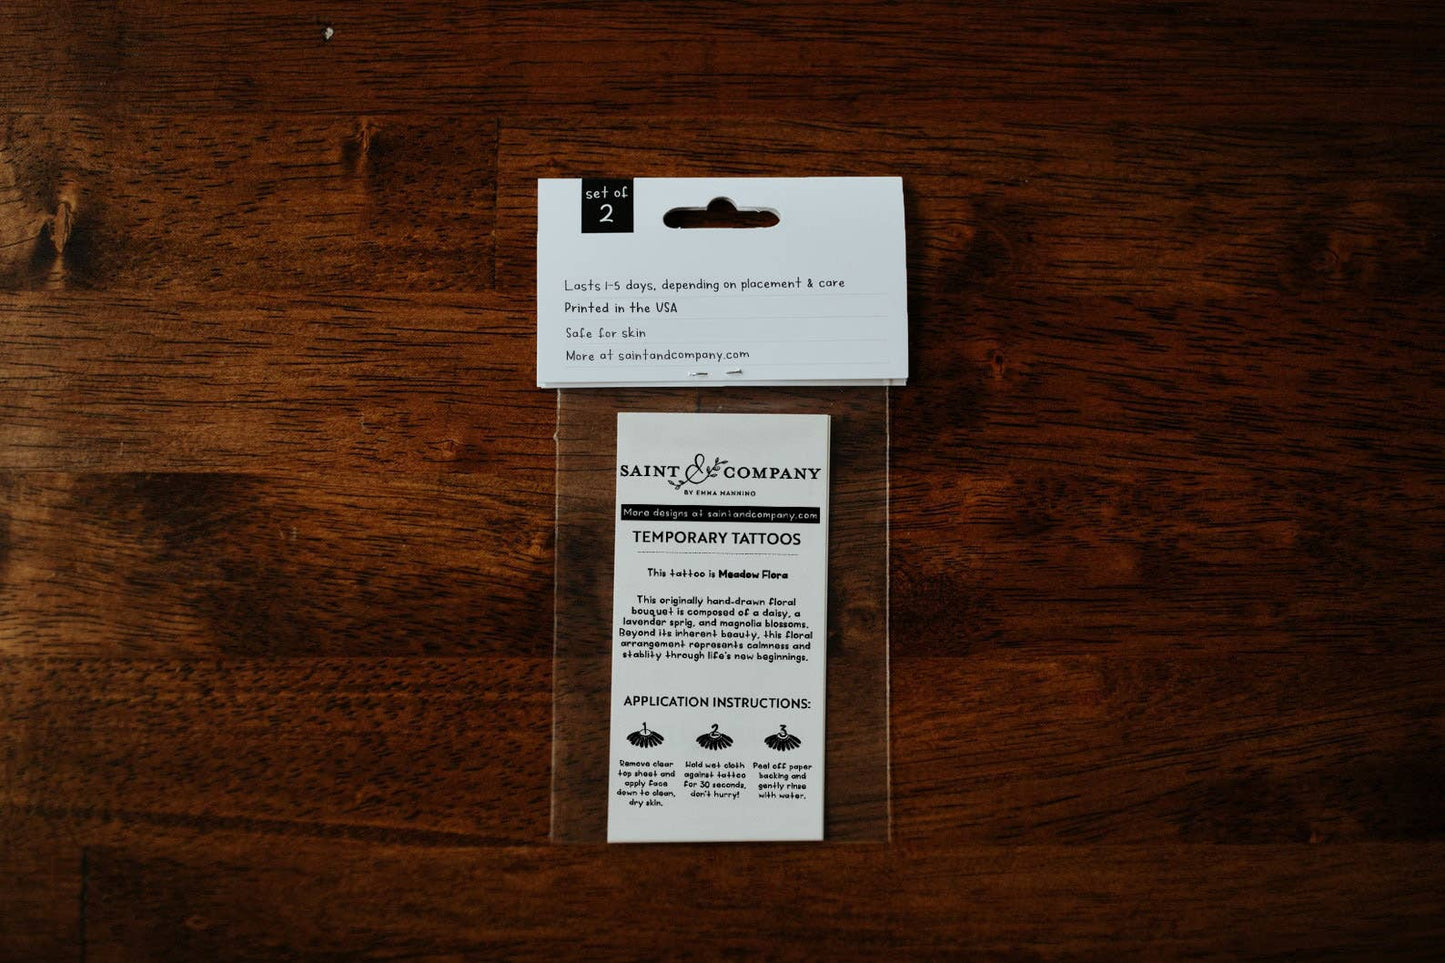 set of
2
Lasts 1-5 days, depending on placement & care
Printed in the USA
Safe for skin
More at saintandcompany.com
SAINT & COMPANY
BY EMMA MANNINO
More designs at saintandcompany.com
TEMPORARY TATTOOS
This tattoo is Meadow Flora
This originally hand-drawn floral
bouquet is composed of a daisy, a
lavender sprig, and magnolia blossoms.
Beyond its inherent beauty, this floral
arrangement represents calmness and
stablity through life's new beginnings.
APPLICATION INSTRUCTIONS:
1 2 3
Remove clear
top sheet and
apply face
down to clean,
dry skin.
Hold wet cloth
against tattoo
for 30 seconds,
don't hurry!
Peel off paper
backing and
gently rinse
with water.